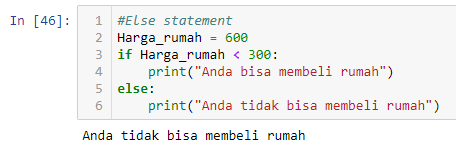 In [46]:
1 #Else statement
2 Harga_rumah = 600
3 if Harga_rumah < 300:
4     print("Anda bisa membeli rumah")
5 else:
6     print("Anda tidak bisa membeli rumah")
Anda tidak bisa membeli rumah